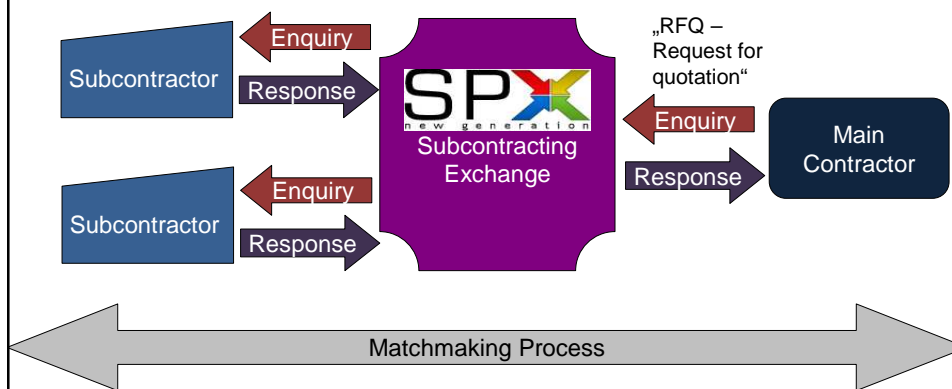 Enquiry
Subcontractor
Response
Enquiry
Subcontractor
Response
SPX
new generation
Subcontracting
Exchange
„RFQ –
Request for
quotation“
Enquiry
Response
Main
Contractor
Matchmaking Process